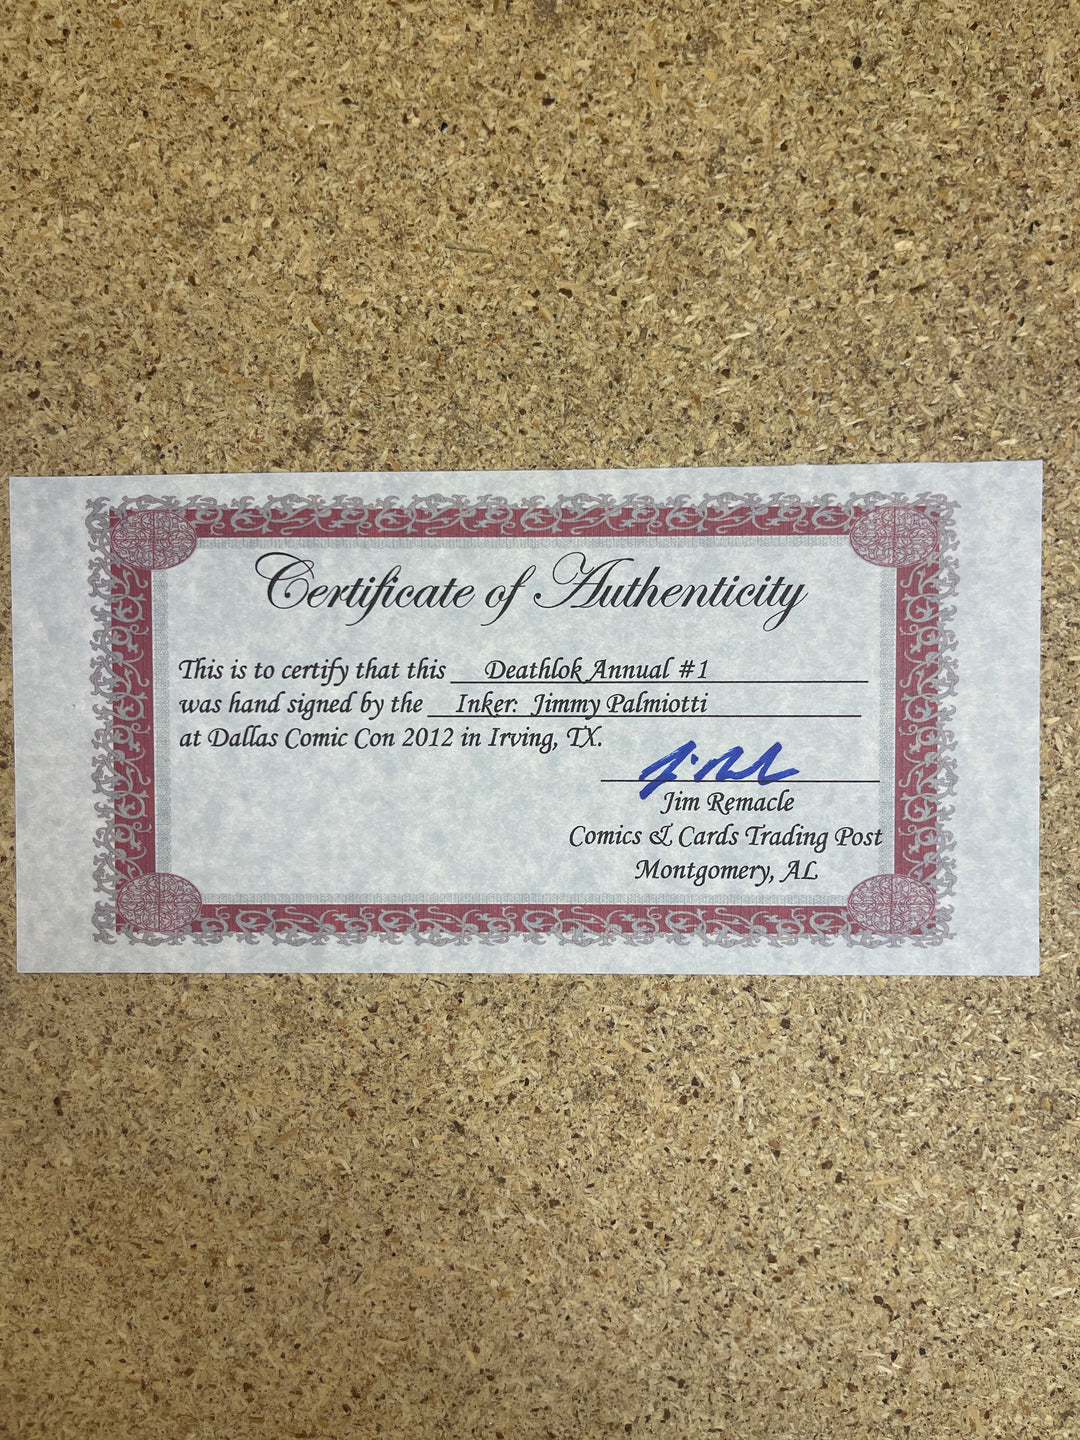 Certificate of Authenticity
This is to certify that this Deathlok Annual #1
was hand signed by the Inker: Jimmy Palmiotti
at Dallas Comic Con 2012 in Irving, TX.
Jim Remacle
Comics & Cards Trading Post
Montgomery, AL